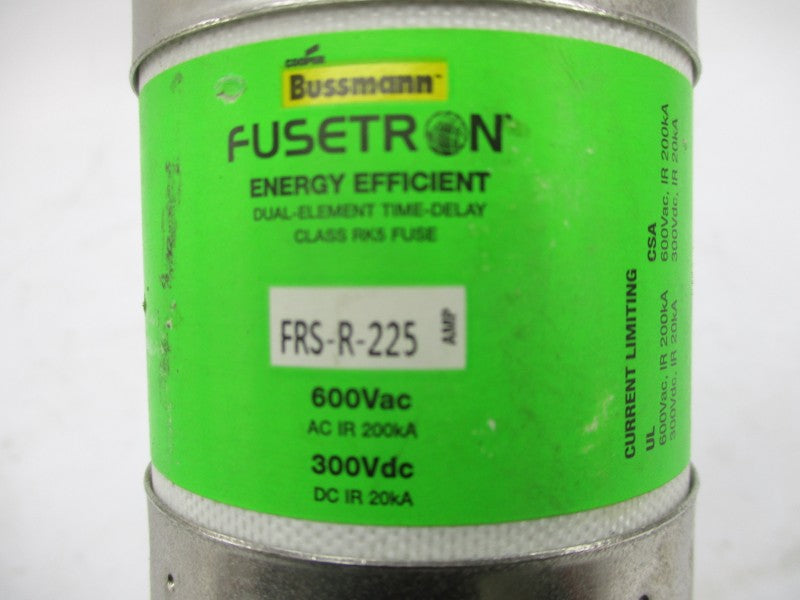 COOPER
Bussmann
FUSETRON
ENERGY EFFICIENT
DUAL-ELEMENT TIME-DELAY
CLASS RK5 FUSE
FRS-R-225
AMP
600Vac
AC IR 200kA
300Vdc
DC IR 20kA
CURRENT LIMITING
UL
600Vac, IR 200kA
300Vdc, IR 20kA
CSA
600Vac, IR 200kA
300Vdc, IR 20kA